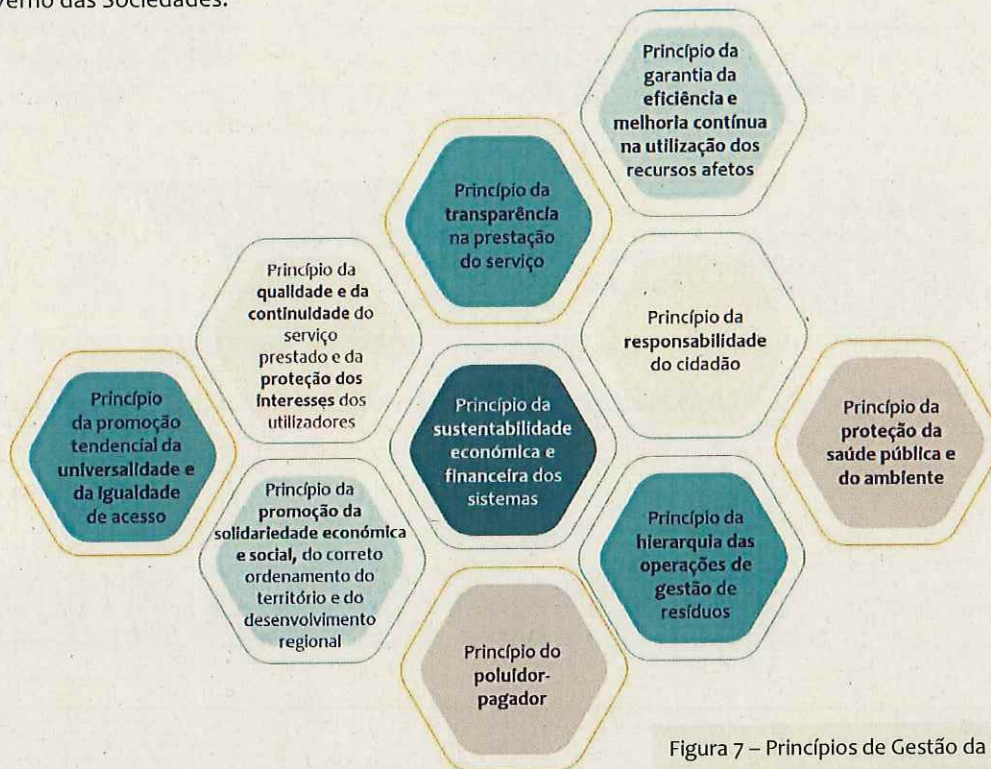 verno das Sociedades.
Princípio da
garantia da
eficiência e
melhoria contínua
na utilização dos
recursos afetos
Princípio da
transparência
na prestação
do serviço
Princípio da
qualidade e da
continuidade do
serviço
prestado e da
proteção dos
interesses dos
utilizadores
Princípio da
responsabilidade
do cidadão
Princípio
da promoção
tendencial da
universalidade e
da igualdade
de acesso
Princípio da
sustentabilidade
económica e
financeira dos
sistemas
Princípio da
proteção da
saúde pública e
do ambiente
Princípio da
promoção da
solidariedade económica
e social, do correto
ordenamento do
território e do
desenvolvimento
regional
Princípio da
hierarquia das
operações de
gestão de
resíduos
Princípio do
poluidor-
pagador
Figura 7 – Princípios de Gestão da